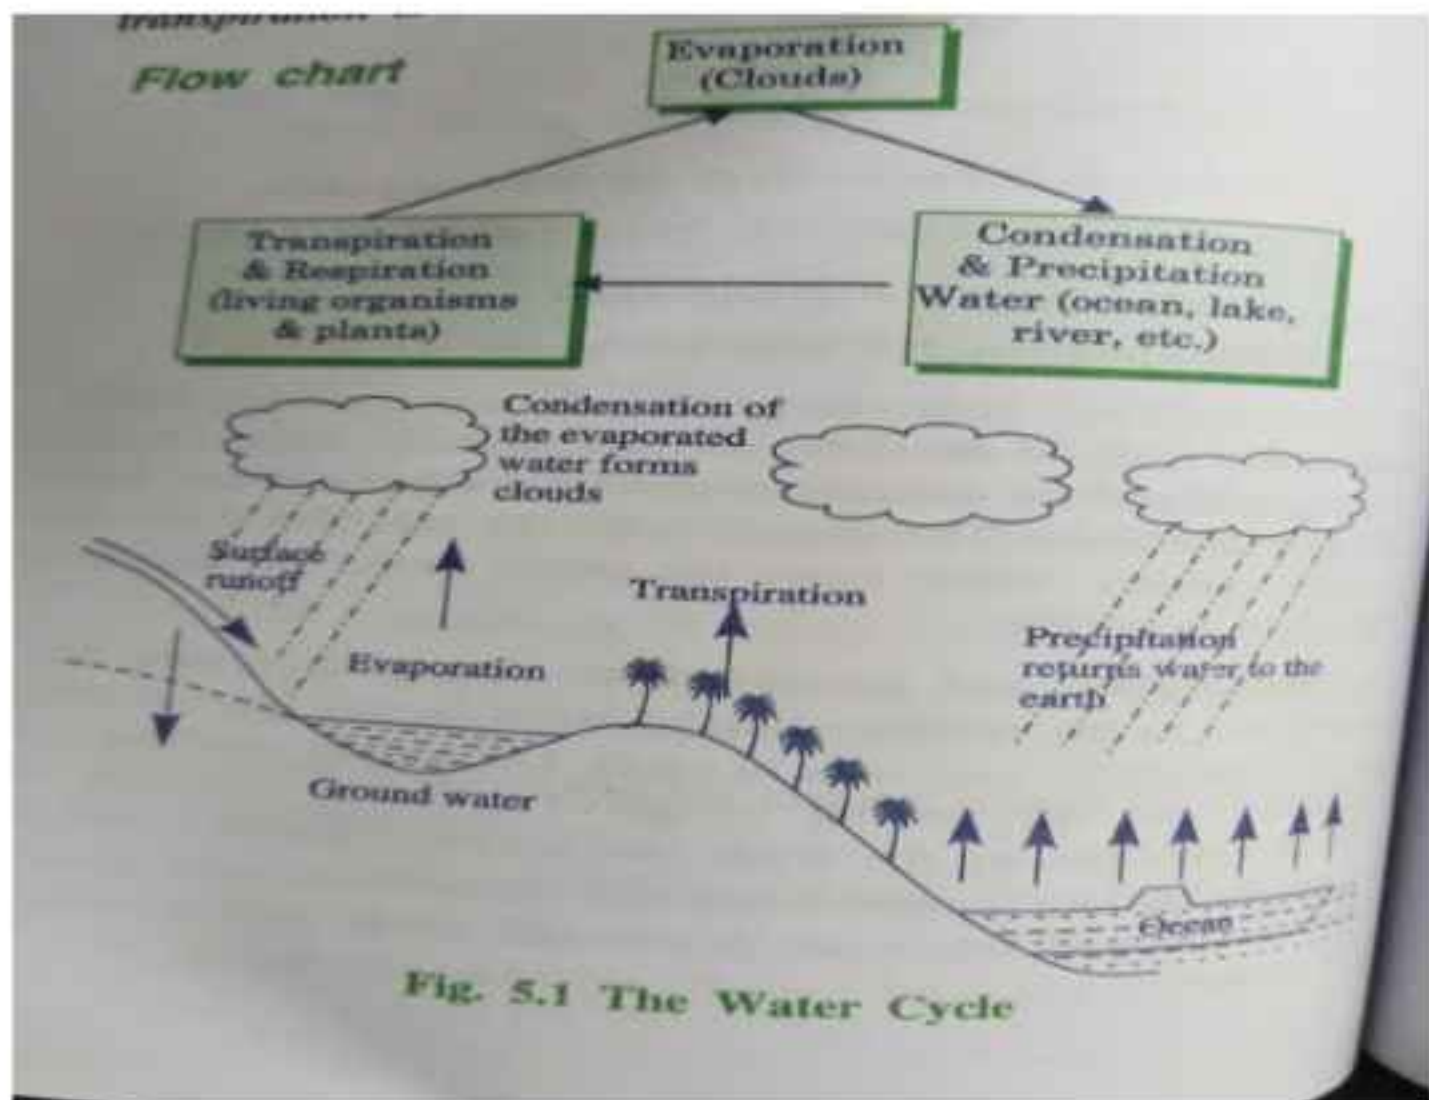 transpiration
Flow chart
Evaporation
(Clouds)
Transpiration
& Respiration
(living organisms
& planta)
Condensation
& Precipitation
Water (ocean, lake,
river, etc.)
Condensation of
the evaporated
water forms
clouds
Surface
runoff
Transpiration
Evaporation
Precipitation
returns water to the
earth
Ground water
Ocean
Fig. 5.1 The Water Cycle